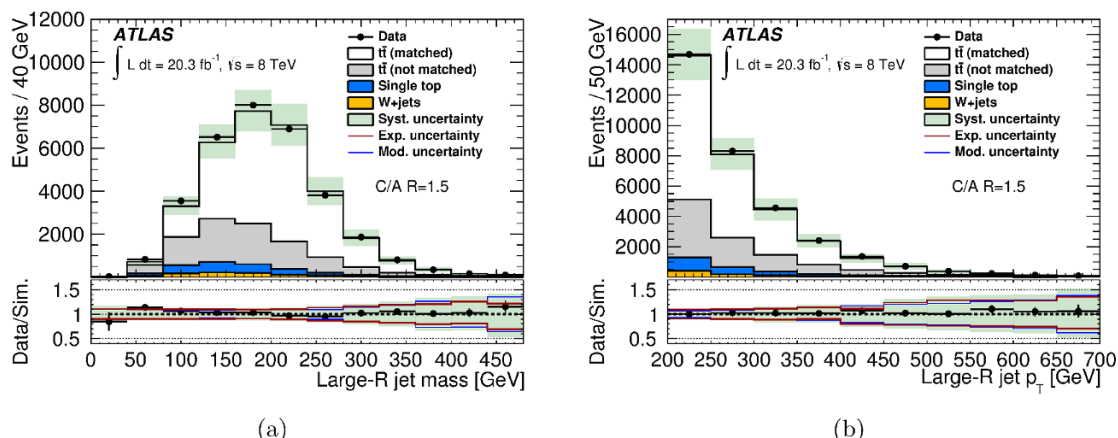 ATLAS
∫ L dt = 20.3 fb⁻¹, √s = 8 TeV
Data
tt̄ (matched)
tt̄ (not matched)
Single top
W+jets
Syst. uncertainty
Exp. uncertainty
Mod. uncertainty
C/A R=1.5
Events / 40 GeV
12000
10000
8000
6000
4000
2000
Data/Sim.
1.5
1
0.5
0 50 100 150 200 250 300 350 400 450
Large-R jet mass [GeV]
(a)
ATLAS
∫ L dt = 20.3 fb⁻¹, √s = 8 TeV
Data
tt̄ (matched)
tt̄ (not matched)
Single top
W+jets
Syst. uncertainty
Exp. uncertainty
Mod. uncertainty
C/A R=1.5
Events / 50 GeV
16000
14000
12000
10000
8000
6000
4000
2000
Data/Sim.
1.5
1
0.5
200 250 300 350 400 450 500 550 600 650 700
Large-R jet p_T [GeV]
(b)